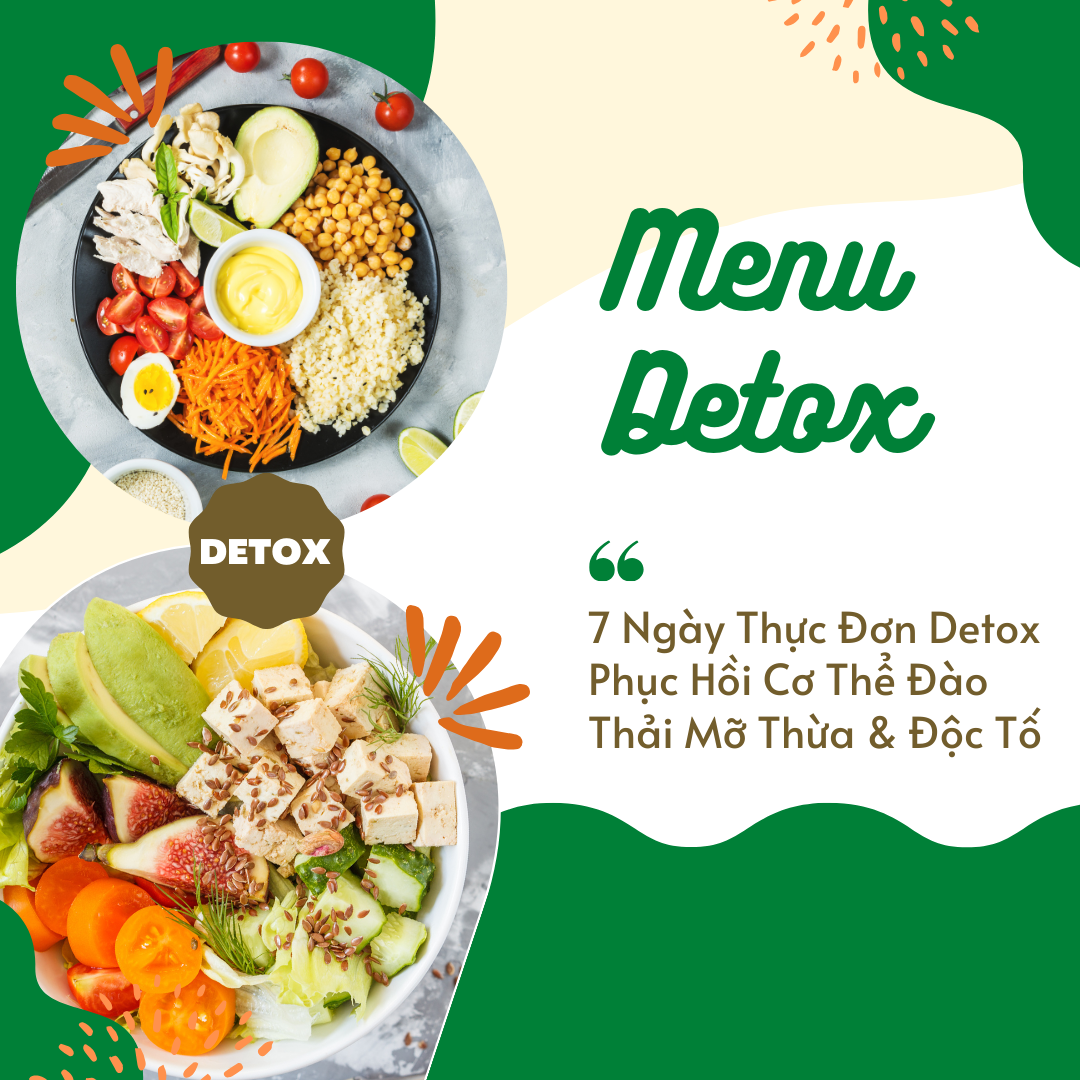 Menu
Detox
DETOX
7 Ngày Thực Đơn Detox
Phục Hồi Cơ Thể Đào
Thải Mỡ Thừa & Độc Tố